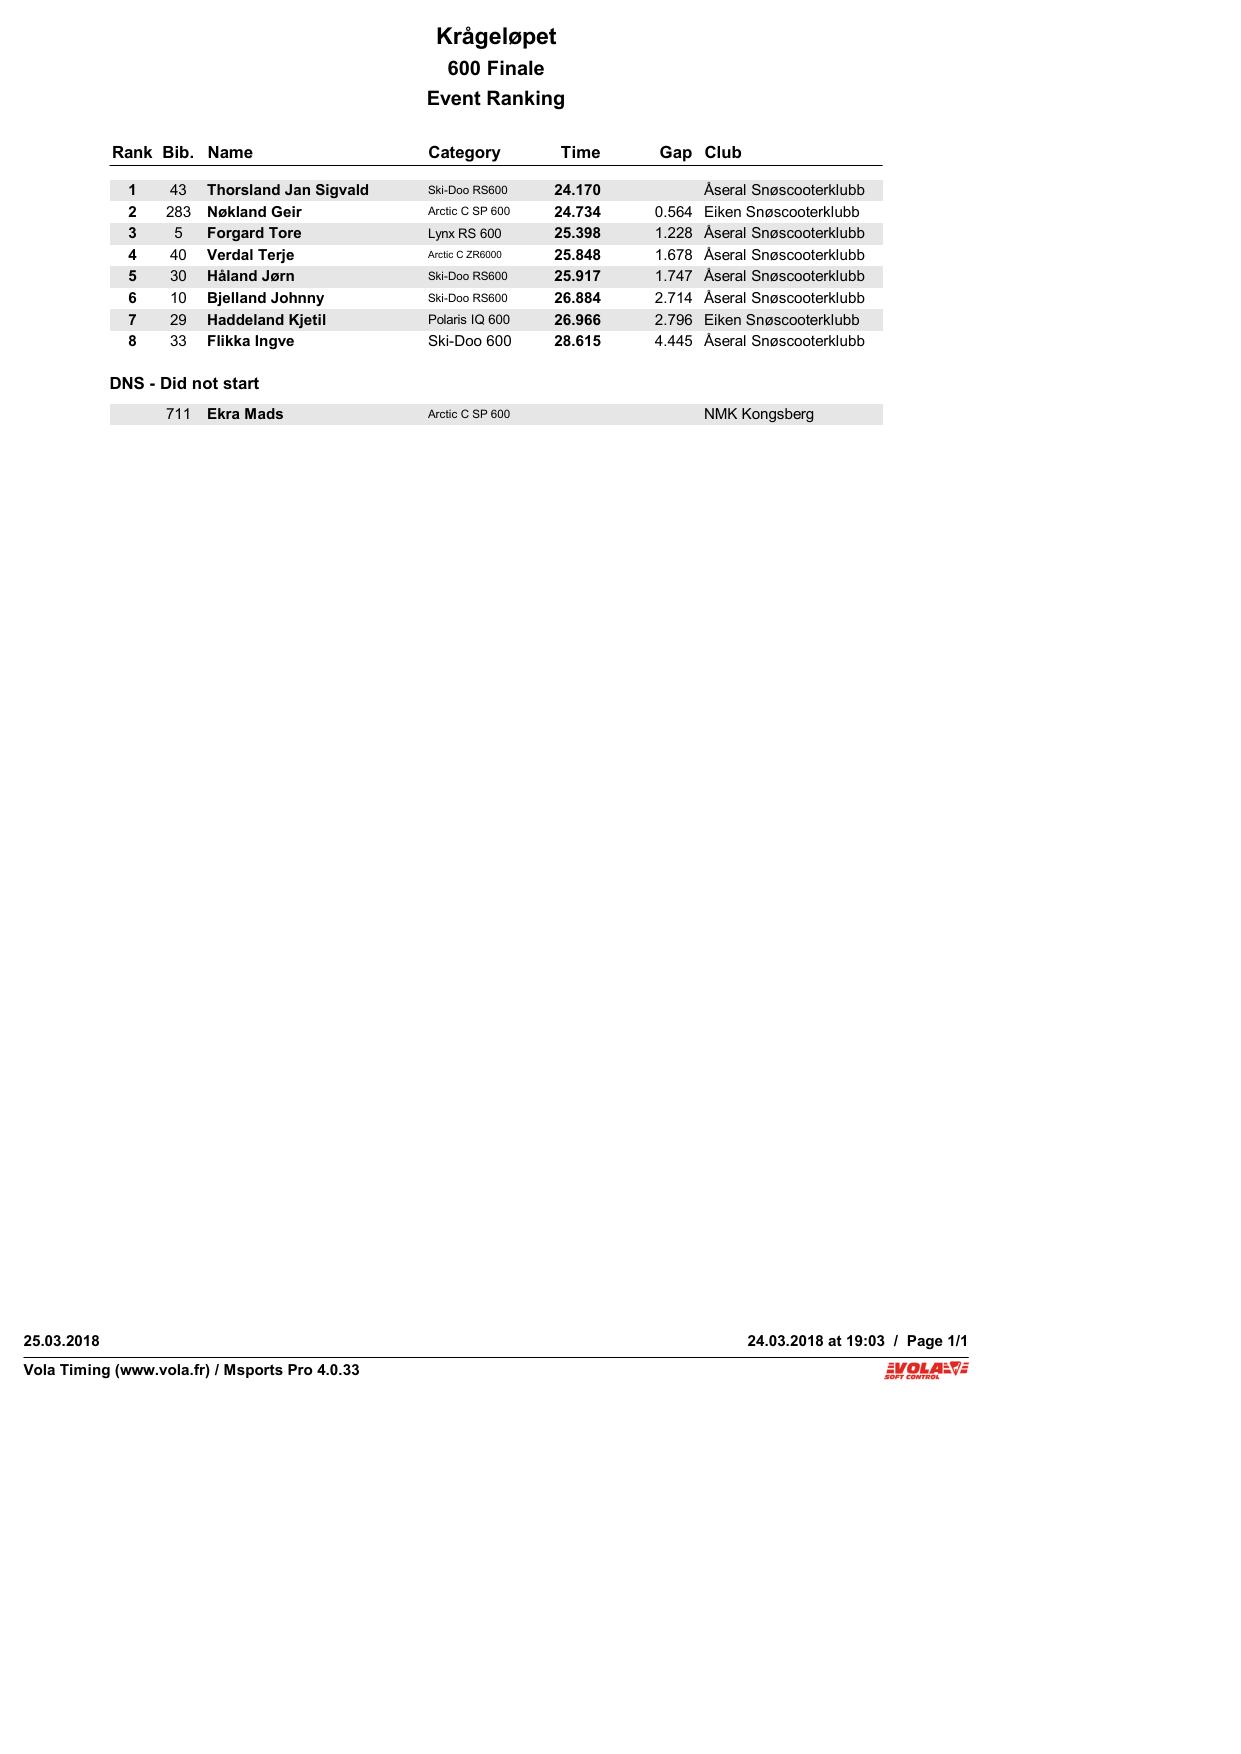 Krågeløpet
600 Finale
Event Ranking
Rank Bib. Name Category Time Gap Club
1 43 Thorsland Jan Sigvald Ski-Doo RS600 24.170 Åseral Snøscooterklubb
2 283 Nøkland Geir Arctic C SP 600 24.734 0.564 Eiken Snøscooterklubb
3 5 Forgard Tore Lynx RS 600 25.398 1.228 Åseral Snøscooterklubb
4 40 Verdal Terje Arctic C ZR6000 25.848 1.678 Åseral Snøscooterklubb
5 30 Håland Jørn Ski-Doo RS600 25.917 1.747 Åseral Snøscooterklubb
6 10 Bjelland Johnny Ski-Doo RS600 26.884 2.714 Åseral Snøscooterklubb
7 29 Haddeland Kjetil Polaris IQ 600 26.966 2.796 Eiken Snøscooterklubb
8 33 Flikka Ingve Ski-Doo 600 28.615 4.445 Åseral Snøscooterklubb
DNS - Did not start
711 Ekra Mads Arctic C SP 600 NMK Kongsberg
25.03.2018 24.03.2018 at 19:03 / Page 1/1
Vola Timing (www.vola.fr) / Msports Pro 4.0.33 VOLA
SOFT CONTROL